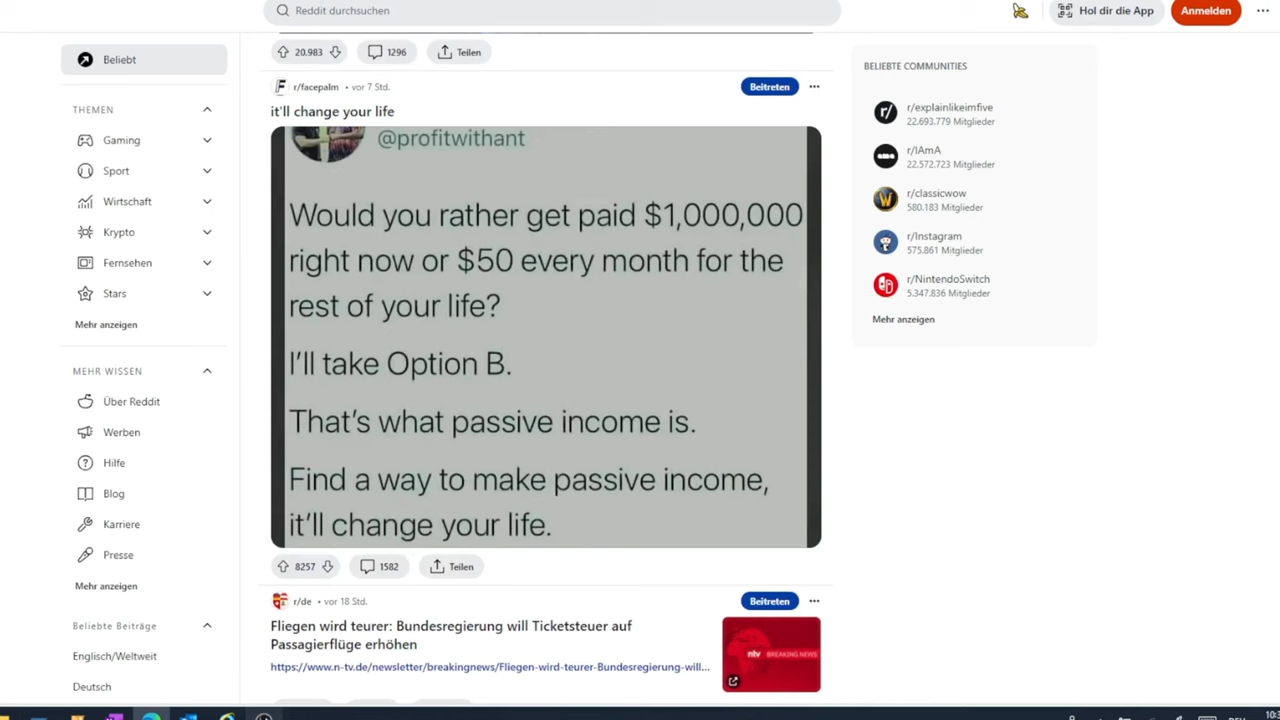 Reddit durchsuchen
Hol dir die App
Anmelden
Beliebt
THEMEN
Gaming
Sport
Wirtschaft
Krypto
Fernsehen
Stars
Mehr anzeigen
MEHR WISSEN
Über Reddit
Werben
Hilfe
Blog
Karriere
Presse
Mehr anzeigen
Beliebte Beiträge
Englisch/Weltweit
Deutsch
20.983 1296 Teilen
r/facepalm • vor 7 Std. Beitreten
it'll change your life
@profitwithant
Would you rather get paid $1,000,000
right now or $50 every month for the
rest of your life?
I'll take Option B.
That's what passive income is.
Find a way to make passive income,
it'll change your life.
8257 1582 Teilen
r/de • vor 18 Std. Beitreten
Fliegen wird teurer: Bundesregierung will Ticketsteuer auf
Passagierflüge erhöhen
https://www.n-tv.de/newsletter/breakingnews/Fliegen-wird-teurer-Bundesregierung-will...
ntv BREAKING NEWS
BELIEBTE COMMUNITIES
r/explainlikeimfive
22.693.779 Mitglieder
ama
r/IAmA
22.572.723 Mitglieder
r/classicwow
580.183 Mitglieder
r/Instagram
575.861 Mitglieder
r/NintendoSwitch
5.347.836 Mitglieder
Mehr anzeigen